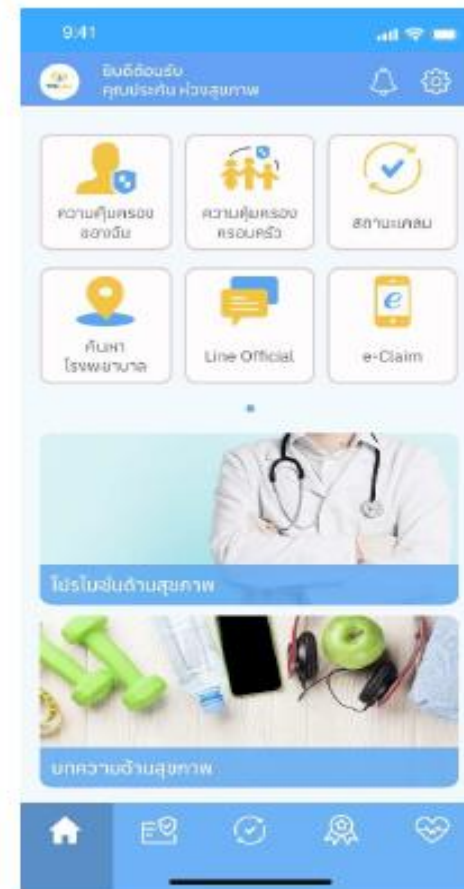 9:41
ยินดีต้อนรับ
คุณประกัน ห่วงสุขภาพ
ความคุ้มครอง
ของฉัน
ความคุ้มครอง
ครอบครัว
สถานะเคลม
ค้นหา
โรงพยาบาล
Line Official
e-Claim
โปรโมชั่นด้านสุขภาพ
บทความด้านสุขภาพ